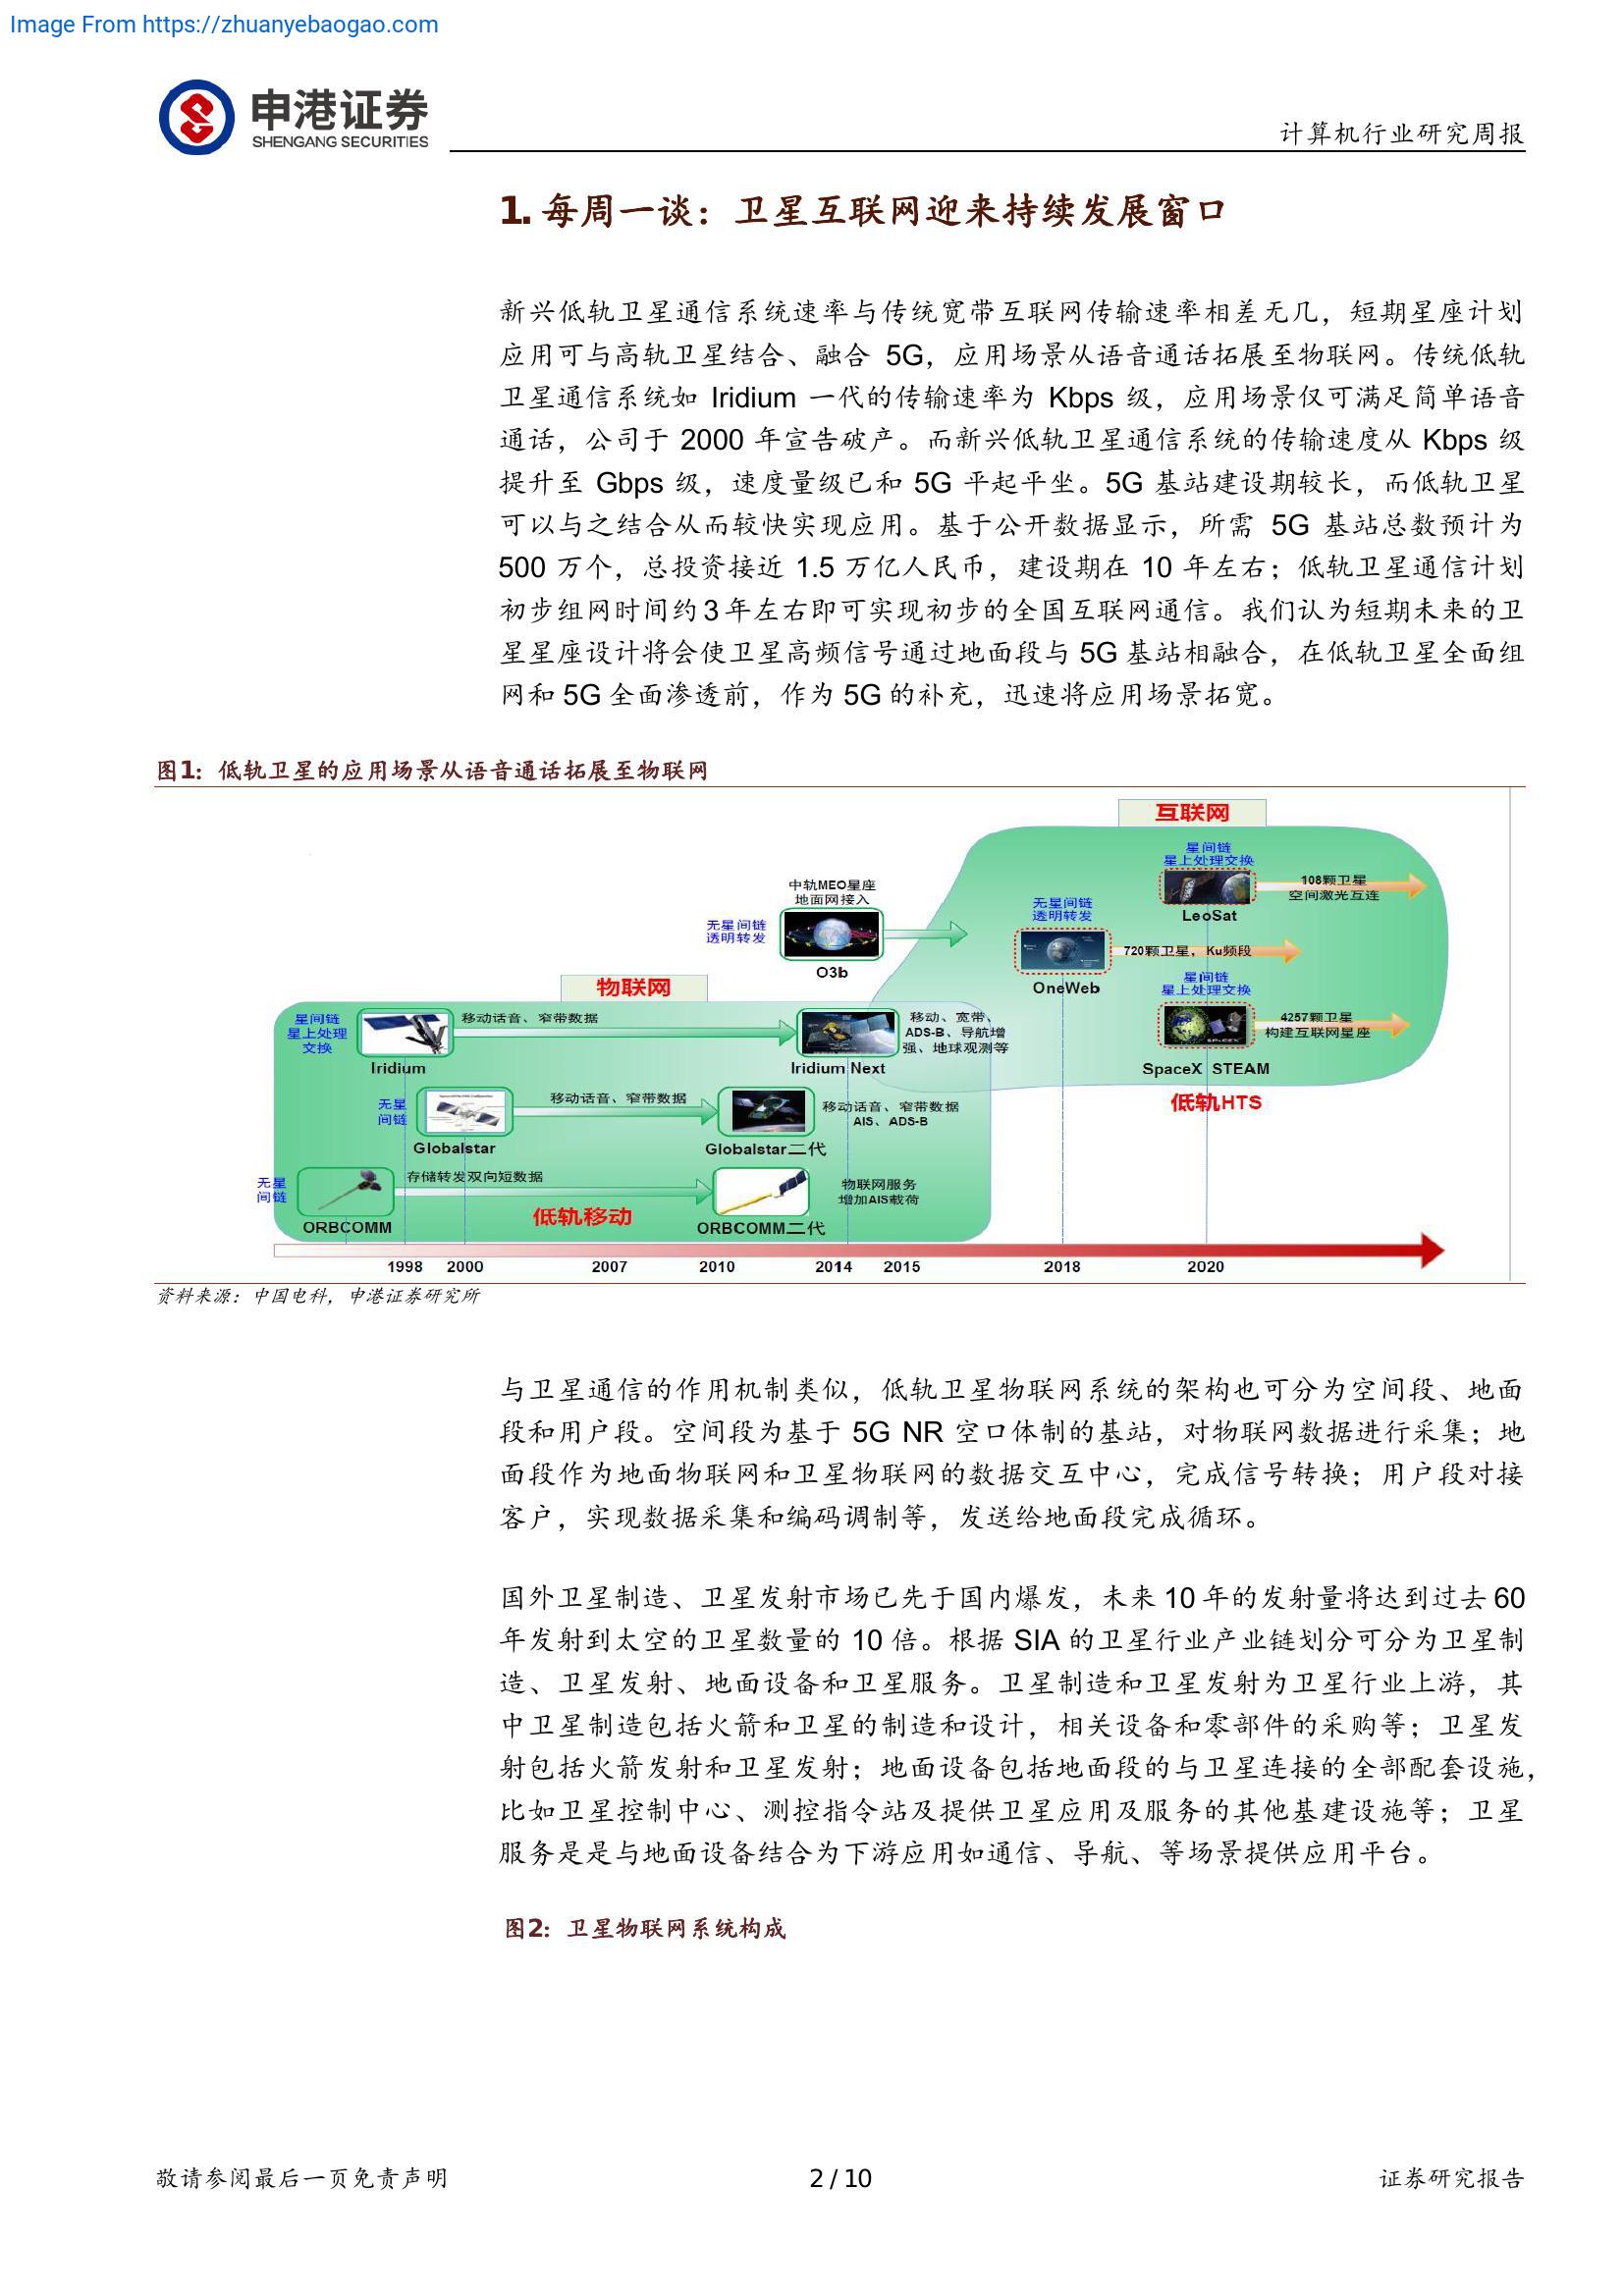 Image From https://zhuanyebaogao.com
申港证券
SHENGANG SECURITIES
计算机行业研究周报
1. 每周一谈：卫星互联网迎来持续发展窗口
新兴低轨卫星通信系统速率与传统宽带互联网传输速率相差无几，短期星座计划
应用可与高轨卫星结合、融合 5G，应用场景从语音通话拓展至物联网。传统低轨
卫星通信系统如 Iridium 一代的传输速率为 Kbps 级，应用场景仅可满足简单语音
通话，公司于 2000 年宣告破产。而新兴低轨卫星通信系统的传输速度从 Kbps 级
提升至 Gbps 级，速度量级已和 5G 平起平坐。5G 基站建设期较长，而低轨卫星
可以与之结合从而较快实现应用。基于公开数据显示，所需 5G 基站总数预计为
500 万个，总投资接近 1.5 万亿人民币，建设期在 10 年左右；低轨卫星通信计划
初步组网时间约 3 年左右即可实现初步的全国互联网通信。我们认为短期未来的卫
星星座设计将会使卫星高频信号通过地面段与 5G 基站相融合，在低轨卫星全面组
网和 5G 全面渗透前，作为 5G 的补充，迅速将应用场景拓宽。
图1：低轨卫星的应用场景从语音通话拓展至物联网
互联网
星间链
星上处理交换
108颗卫星
空间激光互连
LeoSat
中轨MEO星座
地面网接入
无星间链
透明转发
O3b
无星间链
透明转发
720颗卫星，Ku频段
OneWeb
星间链
星上处理交换
4257颗卫星
构建互联网星座
SpaceX STEAM
低轨HTS
物联网
星间链
星上处理
交换
移动话音、窄带数据
Iridium
移动、宽带、
ADS-B、导航增
强、地球观测等
Iridium Next
无星
间链
移动话音、窄带数据
Globalstar
移动话音、窄带数据
AIS、ADS-B
Globalstar二代
无星
间链
存储转发双向短数据
ORBCOMM
低轨移动
物联网服务
增加AIS载荷
ORBCOMM二代
1998 2000 2007 2010 2014 2015 2018 2020
资料来源：中国电科，申港证券研究所
与卫星通信的作用机制类似，低轨卫星物联网系统的架构也可分为空间段、地面
段和用户段。空间段为基于 5G NR 空口体制的基站，对物联网数据进行采集；地
面段作为地面物联网和卫星物联网的数据交互中心，完成信号转换；用户段对接
客户，实现数据采集和编码调制等，发送给地面段完成循环。
国外卫星制造、卫星发射市场已先于国内爆发，未来 10 年的发射量将达到过去 60
年发射到太空的卫星数量的 10 倍。根据 SIA 的卫星行业产业链划分可分为卫星制
造、卫星发射、地面设备和卫星服务。卫星制造和卫星发射为卫星行业上游，其
中卫星制造包括火箭和卫星的制造和设计，相关设备和零部件的采购等；卫星发
射包括火箭发射和卫星发射；地面设备包括地面段的与卫星连接的全部配套设施，
比如卫星控制中心、测控指令站及提供卫星应用及服务的其他基建设施等；卫星
服务是是与地面设备结合为下游应用如通信、导航、等场景提供应用平台。
图2：卫星物联网系统构成
敬请参阅最后一页免责声明
2 / 10
证券研究报告